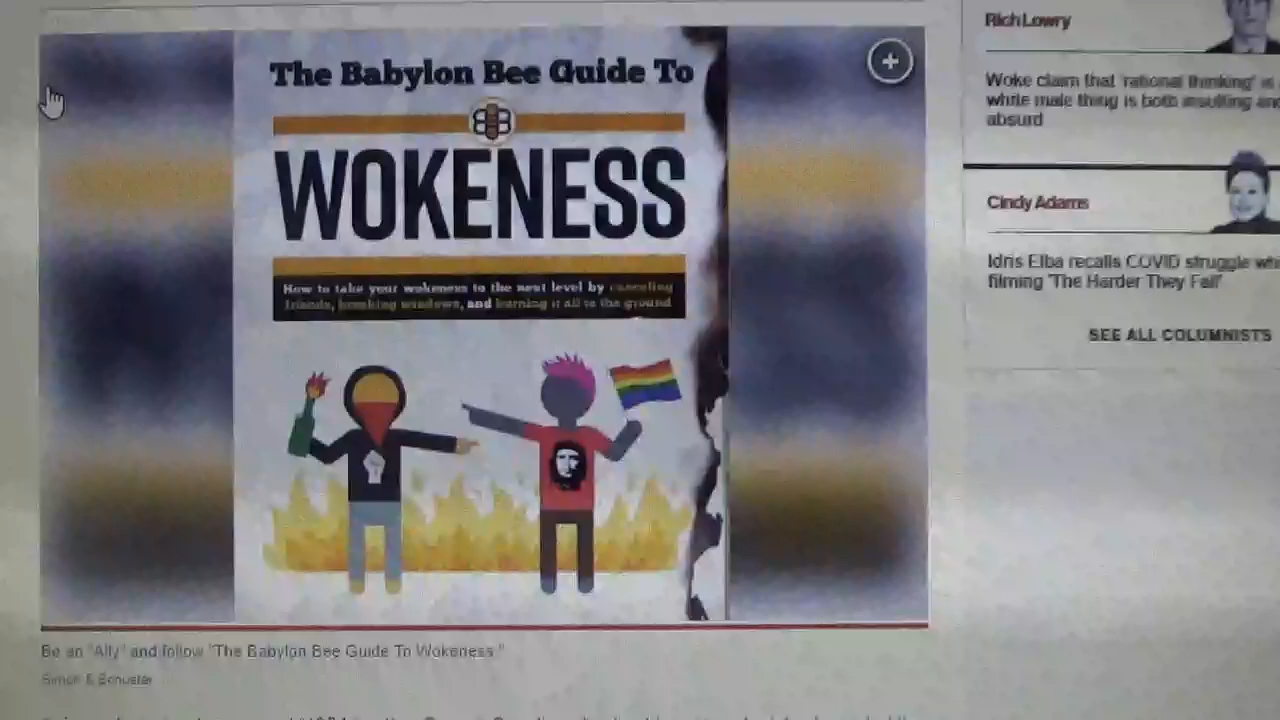 The Babylon Bee Guide To
WOKENESS
How to take your wokeness to the next level by canceling
friends, breaking windows, and burning it all to the ground
Be an "Ally" and follow "The Babylon Bee Guide To Wokeness."
Simon & Schuster
Rich Lowry
Woke claim that 'rational thinking' is
white male thing is both insulting and
absurd
Cindy Adams
Idris Elba recalls COVID struggle
filming 'The Harder They Fall'
SEE ALL COLUMNISTS